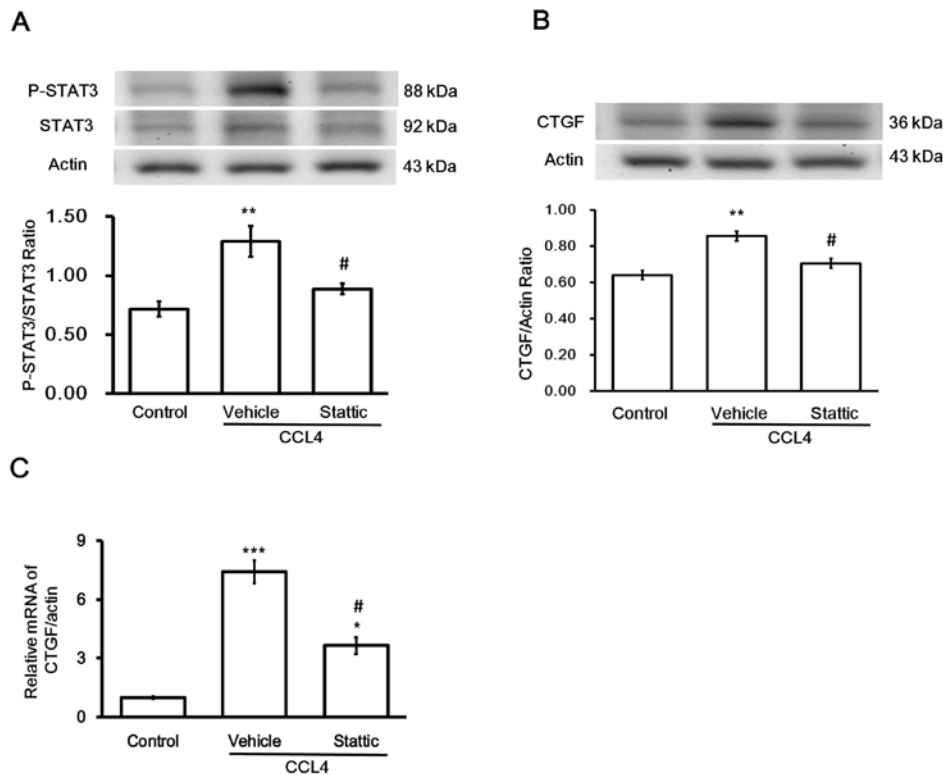 A
P-STAT3 88 kDa
STAT3 92 kDa
Actin 43 kDa
P-STAT3/STAT3 Ratio
1.50
1.00
0.50
0.00
**
#
Control Vehicle Stattic
CCL4
B
CTGF 36 kDa
Actin 43 kDa
CTGF/Actin Ratio
1.00
0.80
0.60
0.40
0.20
0.00
**
#
Control Vehicle Stattic
CCL4
C
Relative mRNA of
CTGF/actin
9
6
3
0
***
#
*
Control Vehicle Stattic
CCL4